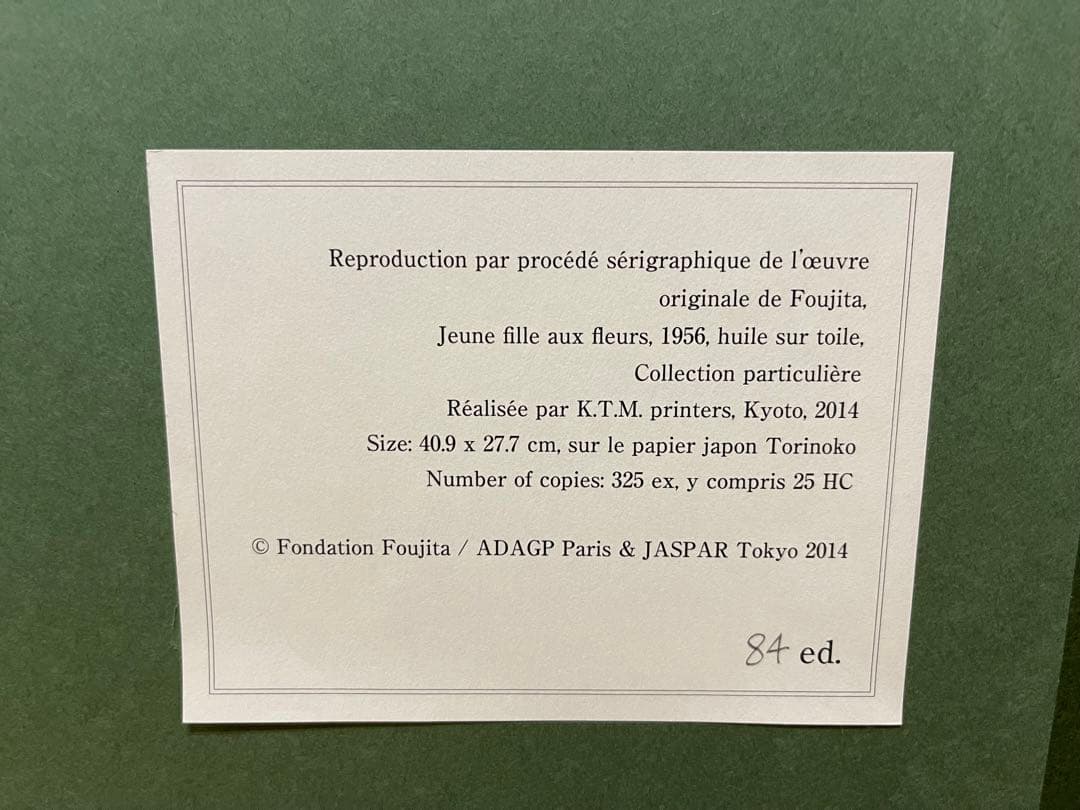 Reproduction par procédé sérigraphique de l'œuvre
originale de Foujita,
Jeune fille aux fleurs, 1956, huile sur toile,
Collection particulière
Réalisée par K.T.M. printers, Kyoto, 2014
Size: 40.9 x 27.7 cm, sur le papier japon Torinoko
Number of copies: 325 ex, y compris 25 HC
© Fondation Foujita / ADAGP Paris & JASPAR Tokyo 2014
84 ed.